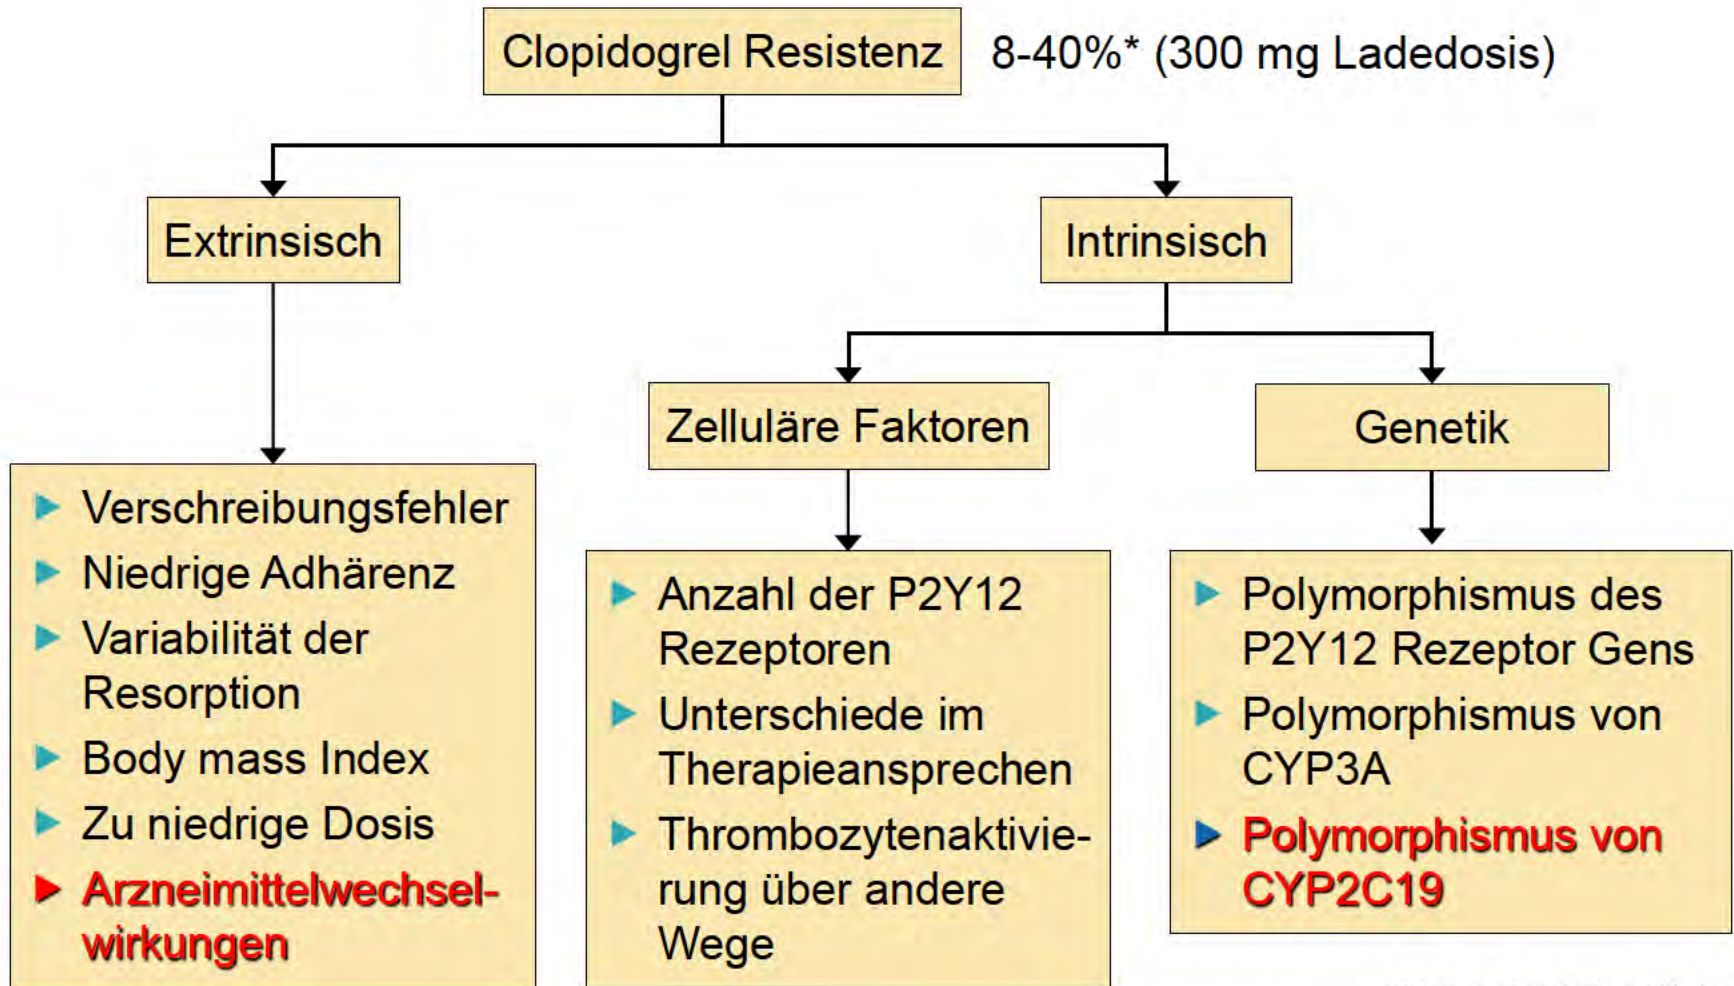 Clopidogrel Resistenz
8-40%* (300 mg Ladedosis)
Extrinsisch
Intrinsisch
Zelluläre Faktoren
Genetik
Verschreibungsfehler
Niedrige Adhärenz
Variabilität der
Resorption
Body mass Index
Zu niedrige Dosis
Arzneimittelwechsel-
wirkungen
Anzahl der P2Y12
Rezeptoren
Unterschiede im
Therapieansprechen
Thrombozytenaktivie-
rung über andere
Wege
Polymorphismus des
P2Y12 Rezeptor Gens
Polymorphismus von
CYP3A
Polymorphismus von
CYP2C19